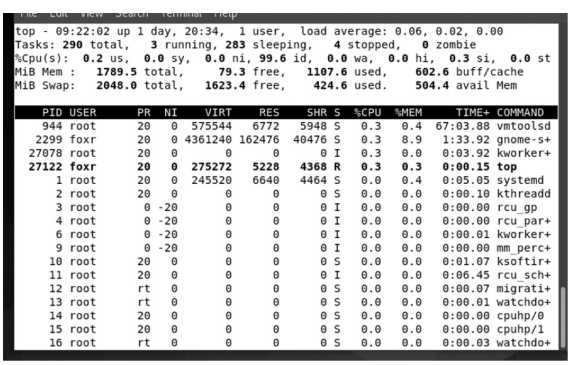 File Edit View Search Terminal Help
top - 09:22:02 up 1 day, 20:34, 1 user, load average: 0.06, 0.02, 0.00
Tasks: 290 total, 3 running, 283 sleeping, 4 stopped, 0 zombie
%Cpu(s): 0.2 us, 0.0 sy, 0.0 ni, 99.6 id, 0.0 wa, 0.0 hi, 0.3 si, 0.0 st
MiB Mem : 1789.5 total, 79.3 free, 1107.6 used, 602.6 buff/cache
MiB Swap: 2048.0 total, 1623.4 free, 424.6 used. 504.4 avail Mem
PID USER PR NI VIRT RES SHR S %CPU %MEM TIME+ COMMAND
944 root 20 0 575544 6772 5948 S 0.3 0.4 67:03.88 vmtoolsd
2299 foxr 20 0 4361240 162476 40476 S 0.3 8.9 1:33.92 gnome-s+
27078 root 20 0 0 0 0 I 0.3 0.0 0:03.92 kworker+
27122 foxr 20 0 275272 5228 4368 R 0.3 0.3 0:00.15 top
1 root 20 0 245520 6640 4464 S 0.0 0.4 0:05.05 systemd
2 root 20 0 0 0 0 S 0.0 0.0 0:00.10 kthreadd
3 root 0 -20 0 0 0 I 0.0 0.0 0:00.00 rcu_gp
4 root 0 -20 0 0 0 I 0.0 0.0 0:00.00 rcu_par+
6 root 0 -20 0 0 0 I 0.0 0.0 0:00.01 kworker+
9 root 0 -20 0 0 0 I 0.0 0.0 0:00.00 mm_perc+
10 root 20 0 0 0 0 S 0.0 0.0 0:01.07 ksoftir+
11 root 20 0 0 0 0 I 0.0 0.0 0:06.45 rcu_sch+
12 root rt 0 0 0 0 S 0.0 0.0 0:00.07 migrati+
13 root rt 0 0 0 0 S 0.0 0.0 0:00.01 watchdo+
14 root 20 0 0 0 0 S 0.0 0.0 0:00.00 cpuhp/0
15 root 20 0 0 0 0 S 0.0 0.0 0:00.00 cpuhp/1
16 root rt 0 0 0 0 S 0.0 0.0 0:00.03 watchdo+